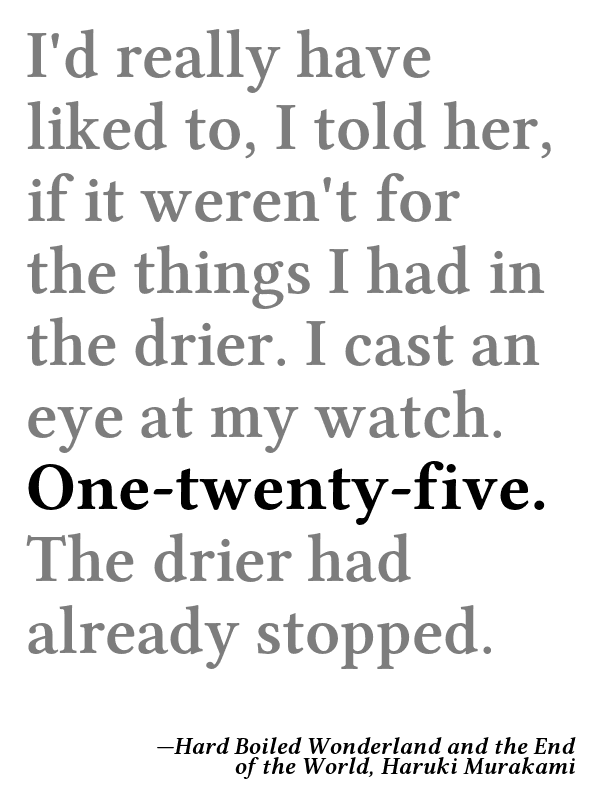 I'd really have
liked to, I told her,
if it weren't for
the things I had in
the drier. I cast an
eye at my watch.
One-twenty-five.
The drier had
already stopped.
—Hard Boiled Wonderland and the End
of the World, Haruki Murakami